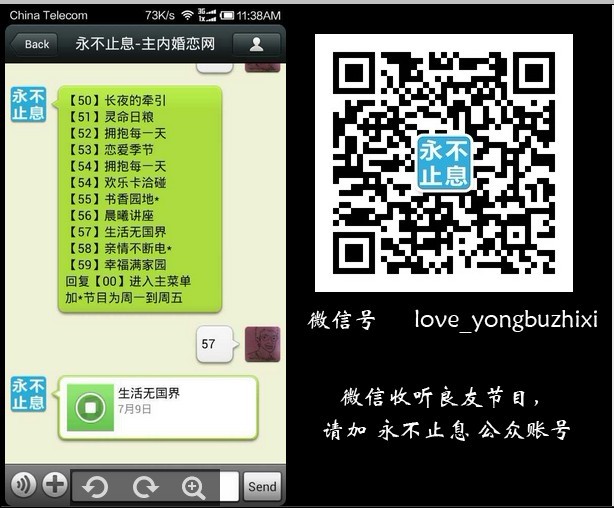 China Telecom 73K/s 3G 11:38AM
Back 永不止息-主内婚恋网
永不
止息
【50】长夜的牵引
【51】灵命日粮
【52】拥抱每一天
【53】恋爱季节
【54】拥抱每一天
【54】欢乐卡洽碰
【55】书香园地*
【56】晨曦讲座
【57】生活无国界
【58】亲情不断电*
【59】幸福满家园
回复【00】进入主菜单
加*节目为周一到周五
57
永不
止息
生活无国界
7月9日
Send
永不
止息
微信号 love_yongbuzhixi
微信收听良友节目，
请加 永不止息 公众账号